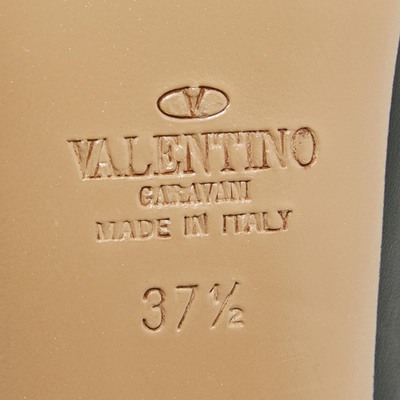 V
VALENTINO
GARAVANI
MADE IN ITALY
37½